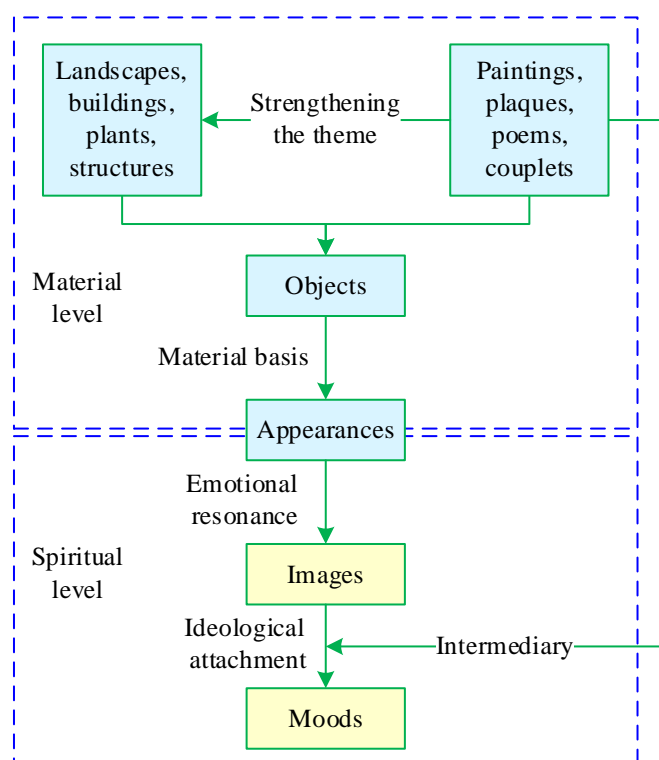 Landscapes,
buildings,
plants,
structures
Strengthening
the theme
Paintings,
plaques,
poems,
couplets
Material
level
Objects
Material basis
Appearances
Emotional
resonance
Spiritual
level
Images
Ideological
attachment
Intermediary
Moods